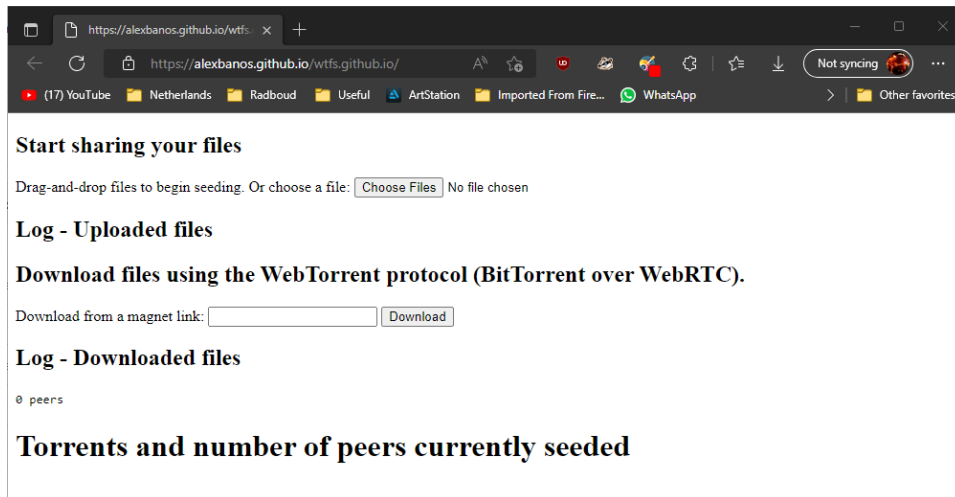 https://alexbanos.github.io/wtfs.
https://alexbanos.github.io/wtfs.github.io/
Not syncing
(17) YouTube Netherlands Radboud Useful ArtStation Imported From Fire... WhatsApp Other favorites
Start sharing your files
Drag-and-drop files to begin seeding. Or choose a file: Choose Files No file chosen
Log - Uploaded files
Download files using the WebTorrent protocol (BitTorrent over WebRTC).
Download from a magnet link: Download
Log - Downloaded files
0 peers
Torrents and number of peers currently seeded